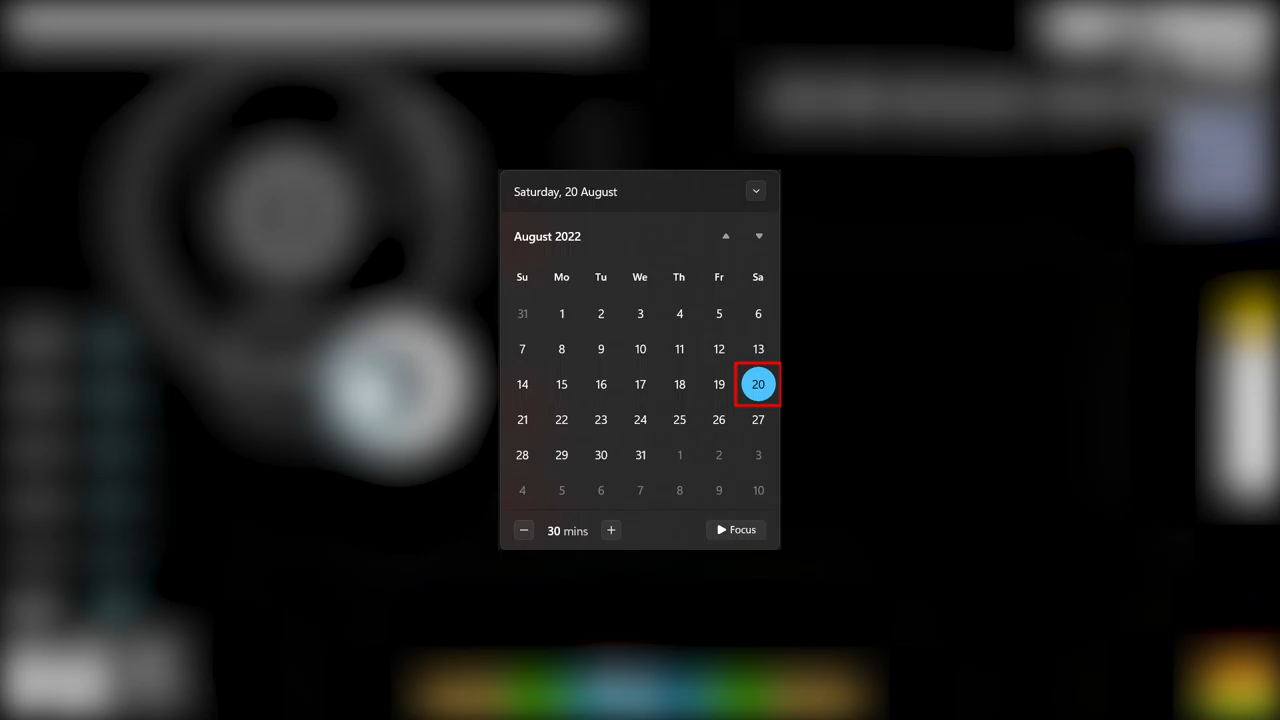 Saturday, 20 August
August 2022
Su Mo Tu We Th Fr Sa
31 1 2 3 4 5 6
7 8 9 10 11 12 13
14 15 16 17 18 19 20
21 22 23 24 25 26 27
28 29 30 31 1 2 3
4 5 6 7 8 9 10
30 mins Focus